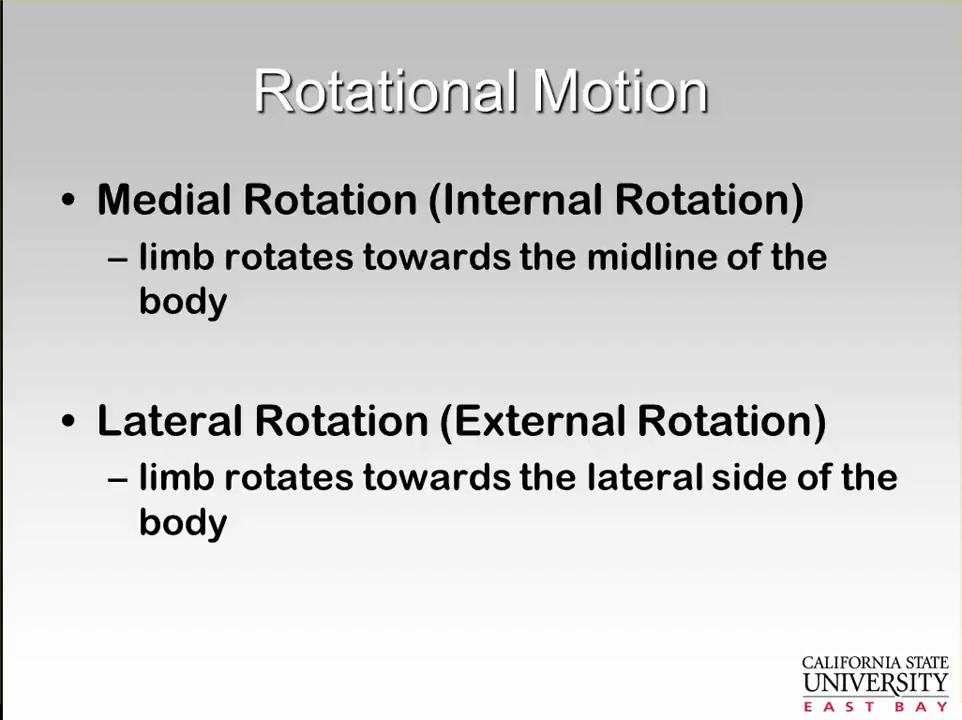 Rotational Motion
• Medial Rotation (Internal Rotation)
– limb rotates towards the midline of the
body
• Lateral Rotation (External Rotation)
– limb rotates towards the lateral side of the
body
CALIFORNIA STATE
UNIVERSITY
EAST BAY